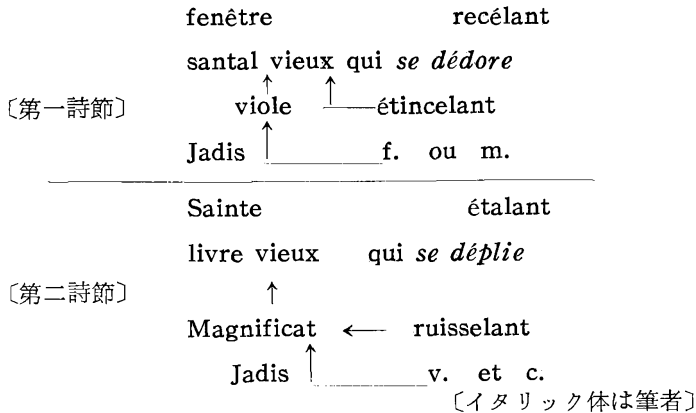 fenêtre recélant
santal vieux qui se dédore
〔第一詩節〕 viole étincelant
Jadis f. ou m.
Sainte étalant
livre vieux qui se déplie
〔第二詩節〕
Magnificat ← ruisselant
Jadis v. et c.
〔イタリック体は筆者〕